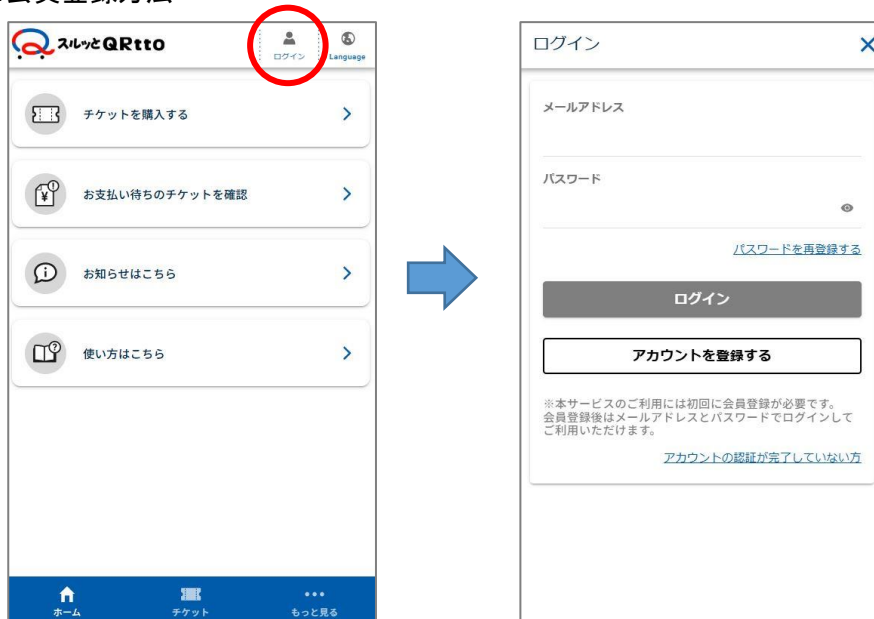 会員登録方法
スルッとQRtto
ログイン
Language
チケットを購入する
お支払い待ちのチケットを確認
お知らせはこちら
使い方はこちら
ホーム
チケット
もっと見る
ログイン
メールアドレス
パスワード
パスワードを再登録する
ログイン
アカウントを登録する
※本サービスのご利用には初回に会員登録が必要です。
会員登録後はメールアドレスとパスワードでログインして
ご利用いただけます。
アカウントの認証が完了していない方